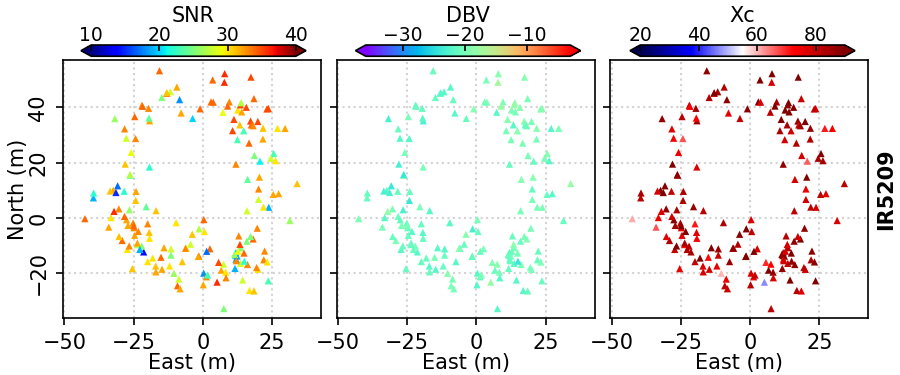 SNR DBV Xc
10 20 30 40 −30 −20 −10 20 40 60 80
40
20
0
−20
North (m)
IR5209
−50 −25 0 25 −50 −25 0 25 −50 −25 0 25
East (m) East (m) East (m)